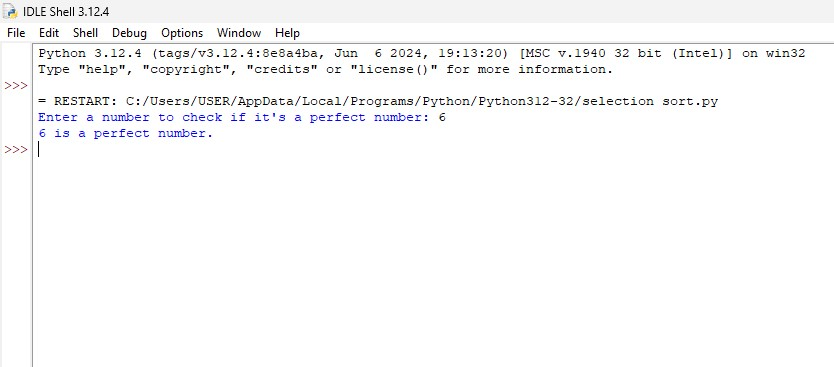 IDLE Shell 3.12.4
File Edit Shell Debug Options Window Help
Python 3.12.4 (tags/v3.12.4:8e8a4ba, Jun  6 2024, 19:13:20) [MSC v.1940 32 bit (Intel)] on win32
Type "help", "copyright", "credits" or "license()" for more information.
>>>
= RESTART: C:/Users/USER/AppData/Local/Programs/Python/Python312-32/selection sort.py
Enter a number to check if it's a perfect number: 6
6 is a perfect number.
>>>